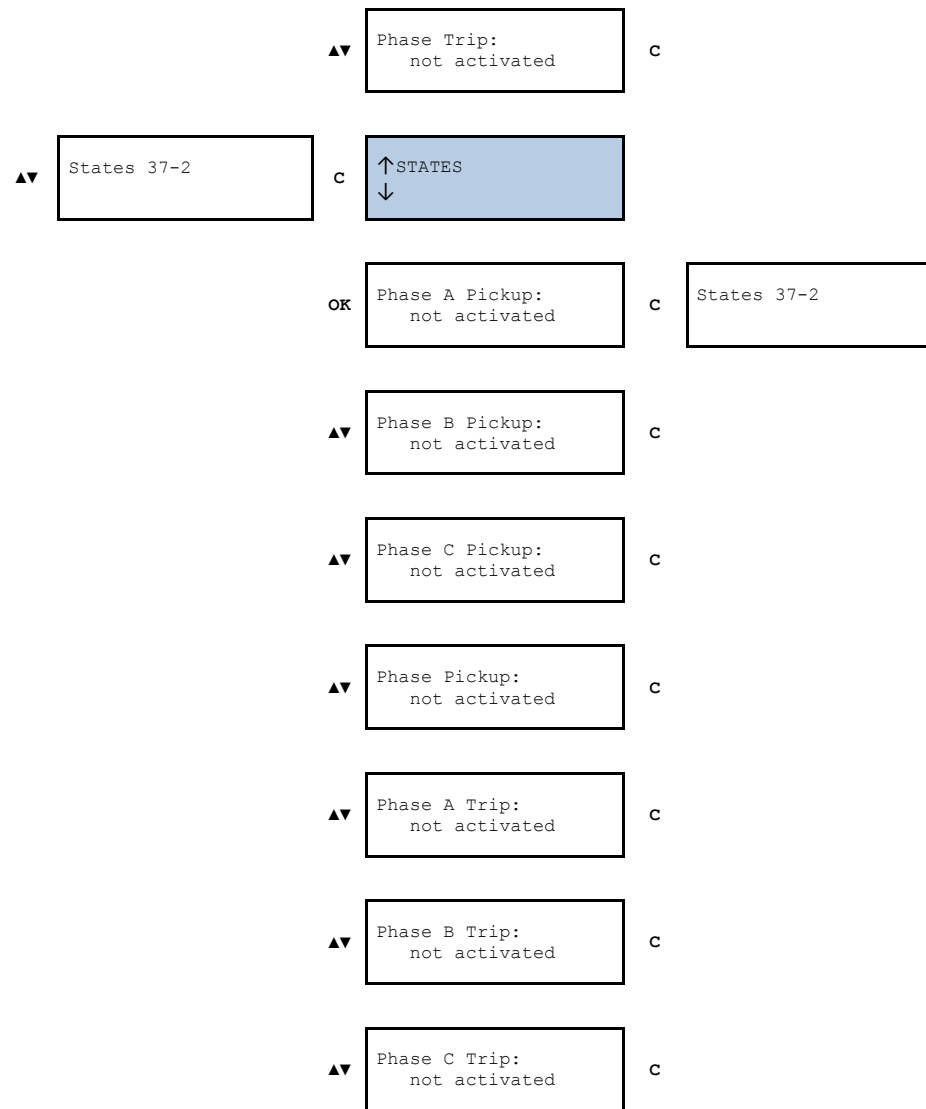 ▲▼ Phase Trip: C
not activated
▲▼ States 37-2 C ↑STATES
↓
OK Phase A Pickup: C States 37-2
not activated
▲▼ Phase B Pickup: C
not activated
▲▼ Phase C Pickup: C
not activated
▲▼ Phase Pickup: C
not activated
▲▼ Phase A Trip: C
not activated
▲▼ Phase B Trip: C
not activated
▲▼ Phase C Trip: C
not activated